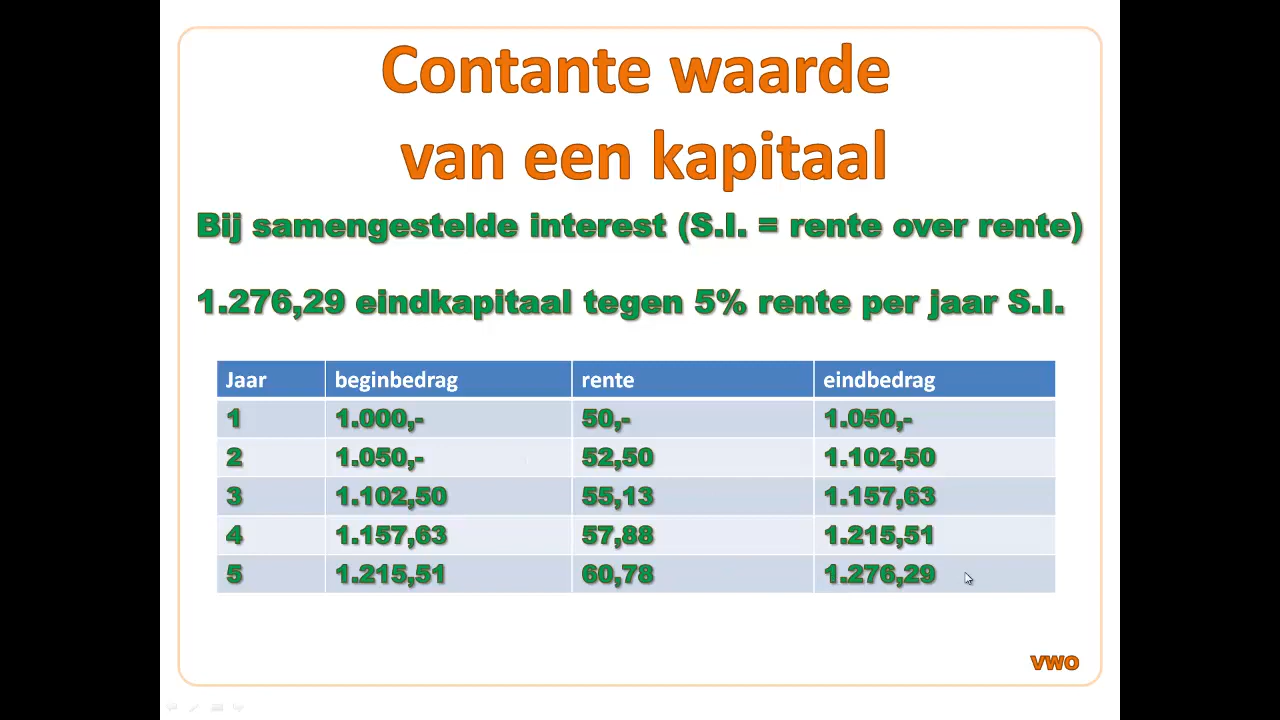 Contante waarde
van een kapitaal
Bij samengestelde interest (S.I. = rente over rente)
1.276,29 eindkapitaal tegen 5% rente per jaar S.I.
Jaar beginbedrag rente eindbedrag
1 1.000,- 50,- 1.050,-
2 1.050,- 52,50 1.102,50
3 1.102,50 55,13 1.157,63
4 1.157,63 57,88 1.215,51
5 1.215,51 60,78 1.276,29
VWO